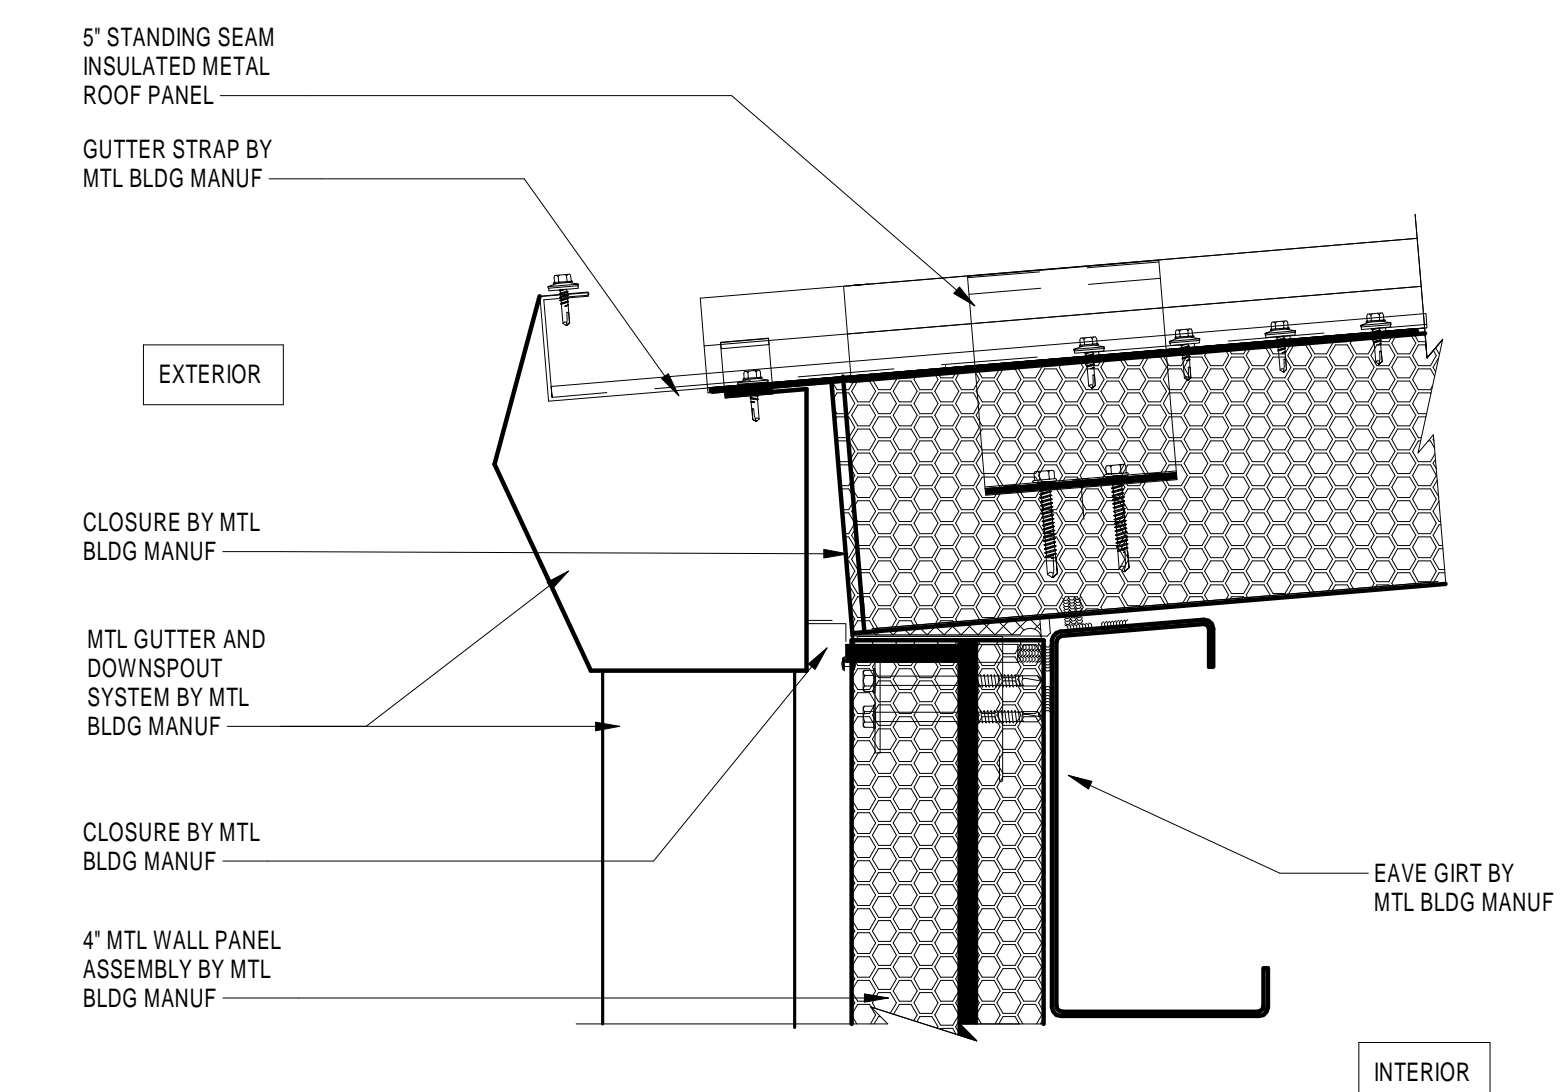 5" STANDING SEAM
INSULATED METAL
ROOF PANEL
GUTTER STRAP BY
MTL BLDG MANUF
EXTERIOR
CLOSURE BY MTL
BLDG MANUF
MTL GUTTER AND
DOWNSPOUT
SYSTEM BY MTL
BLDG MANUF
CLOSURE BY MTL
BLDG MANUF
EAVE GIRT BY
MTL BLDG MANUF
4" MTL WALL PANEL
ASSEMBLY BY MTL
BLDG MANUF
INTERIOR